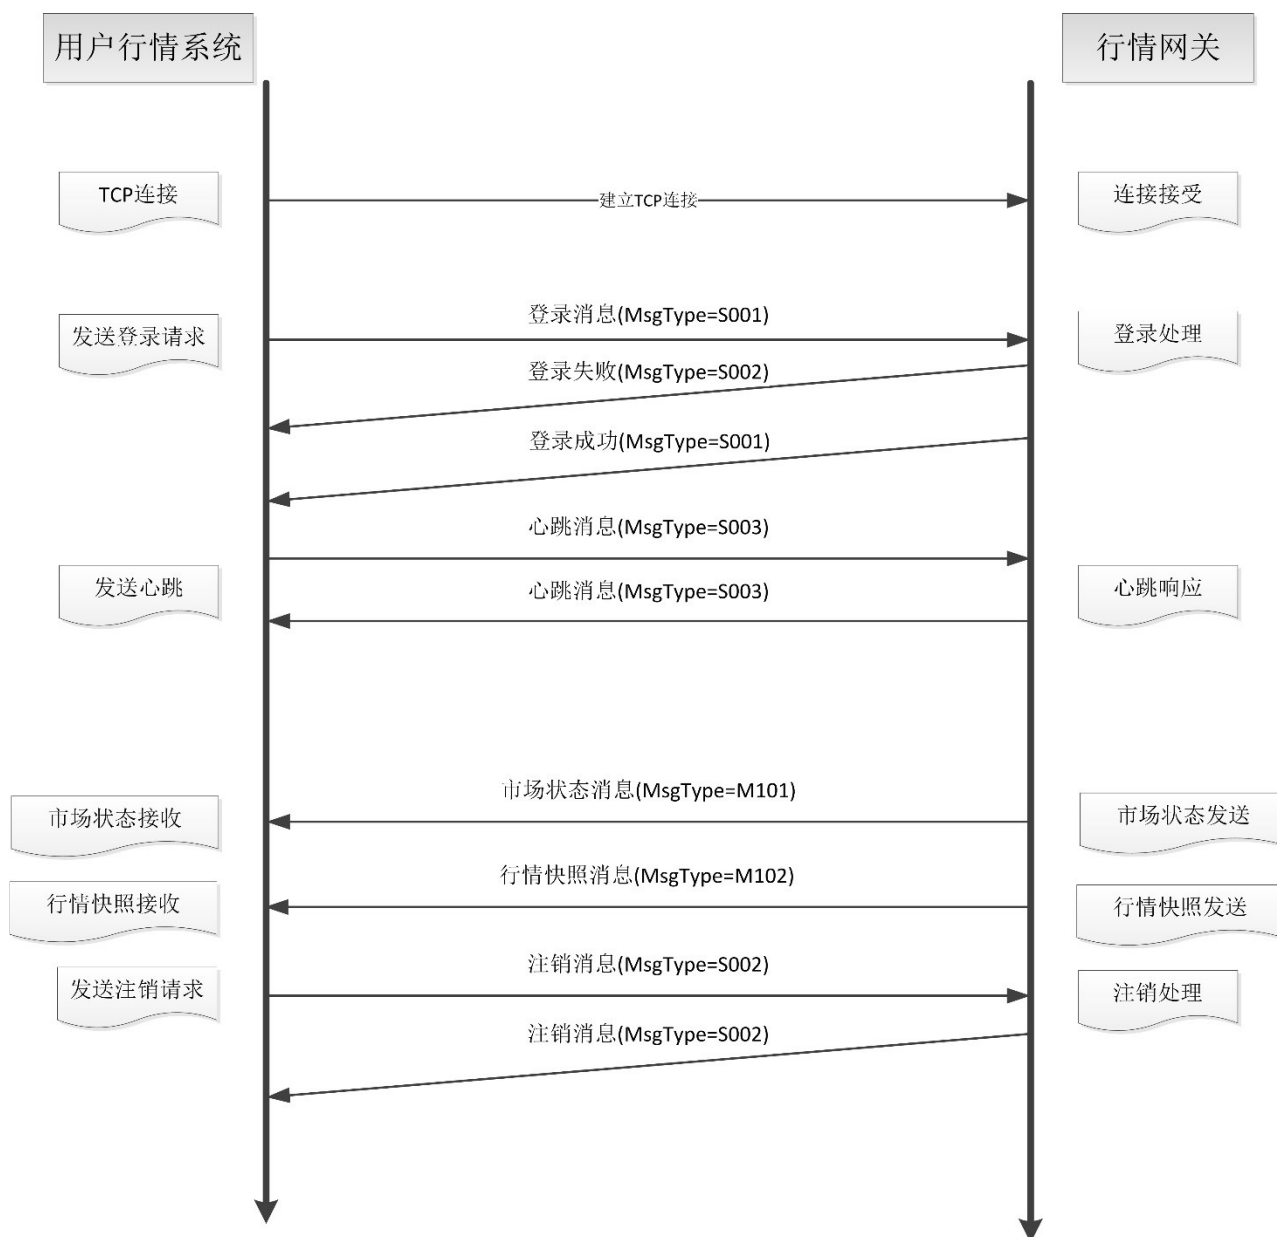 用户行情系统
行情网关
TCP连接
建立TCP连接
连接接受
登录消息(MsgType=S001)
发送登录请求
登录处理
登录失败(MsgType=S002)
登录成功(MsgType=S001)
心跳消息(MsgType=S003)
发送心跳
心跳消息(MsgType=S003)
心跳响应
市场状态消息(MsgType=M101)
市场状态接收
市场状态发送
行情快照消息(MsgType=M102)
行情快照接收
行情快照发送
注销消息(MsgType=S002)
发送注销请求
注销处理
注销消息(MsgType=S002)